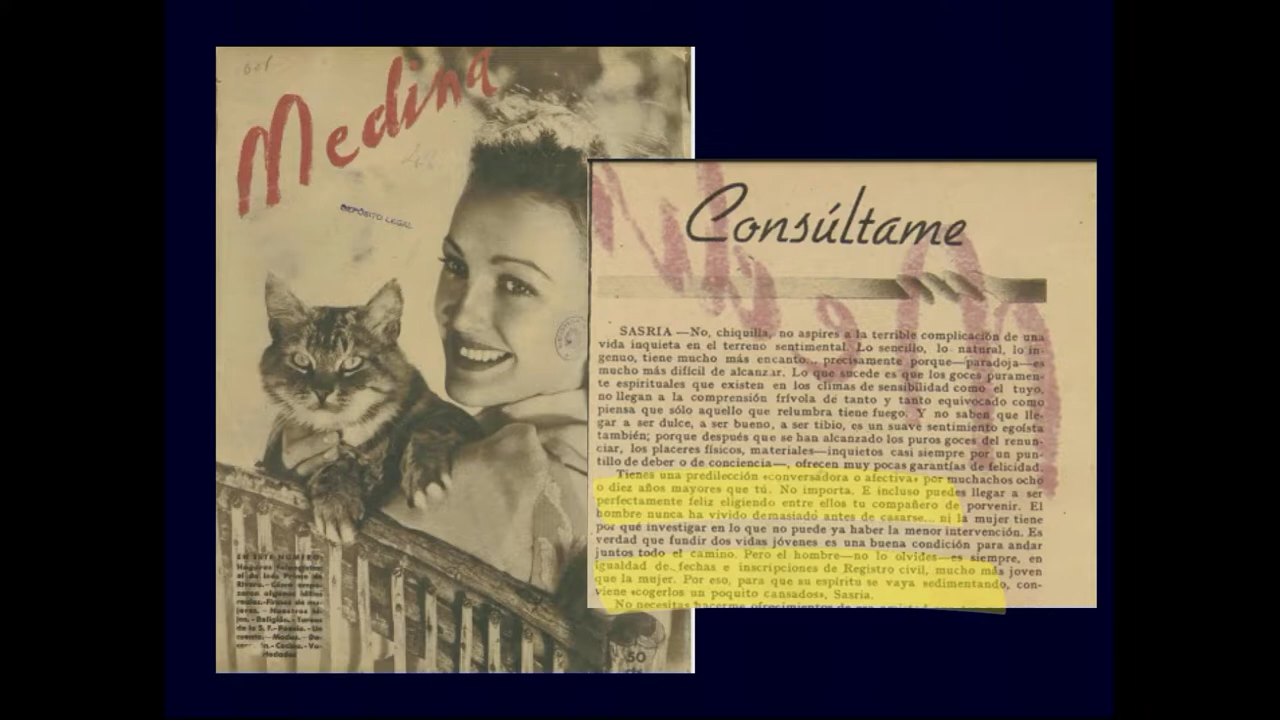 Medina
DEPÓSITO LEGAL
EN ESTE NUMERO:
50
Consúltame
SASRIA —No, chiquilla, no aspires a la terrible complicación de una
vida inquieta en el terreno sentimental. Lo sencillo, lo natural, lo in-
genuo, tiene mucho más encanto... precisamente porque—paradoja—es
mucho más difícil de alcanzar. Lo que sucede es que los goces puramen-
te espirituales que existen en los climas de sensibilidad como el tuyo,
no llegan a la comprensión frívola de tanto y tanto equivocado como
piensa que sólo aquello que relumbra tiene fuego. Y no saben que lle-
gar a ser dulce, a ser bueno, a ser tibio, es un suave sentimiento egoísta
también; porque después que se han alcanzado los puros goces del renun-
ciar, los placeres físicos, materiales—inquietos casi siempre por un pun-
tillo de deber o de conciencia—, ofrecen muy pocas garantías de felicidad.
Tienes una predilección «conversadora o afectiva» por muchachos ocho
o diez años mayores que tú. No importa. E incluso puedes llegar a ser
perfectamente feliz eligiendo entre ellos tu compañero de porvenir. El
hombre nunca ha vivido demasiado antes de casarse... ni la mujer tiene
por qué investigar en lo que no puede ya haber la menor intervención. Es
verdad que fundir dos vidas jóvenes es una buena condición para andar
juntos todo el camino. Pero el hombre—no lo olvides—es siempre, en
igualdad de fechas e inscripciones de Registro civil, mucho más joven
que la mujer. Por eso, para que su espíritu se vaya sedimentando, con-
viene «cogerlos un poquito cansados», Sasria.
No necesitas hacerme ofrecimientos de